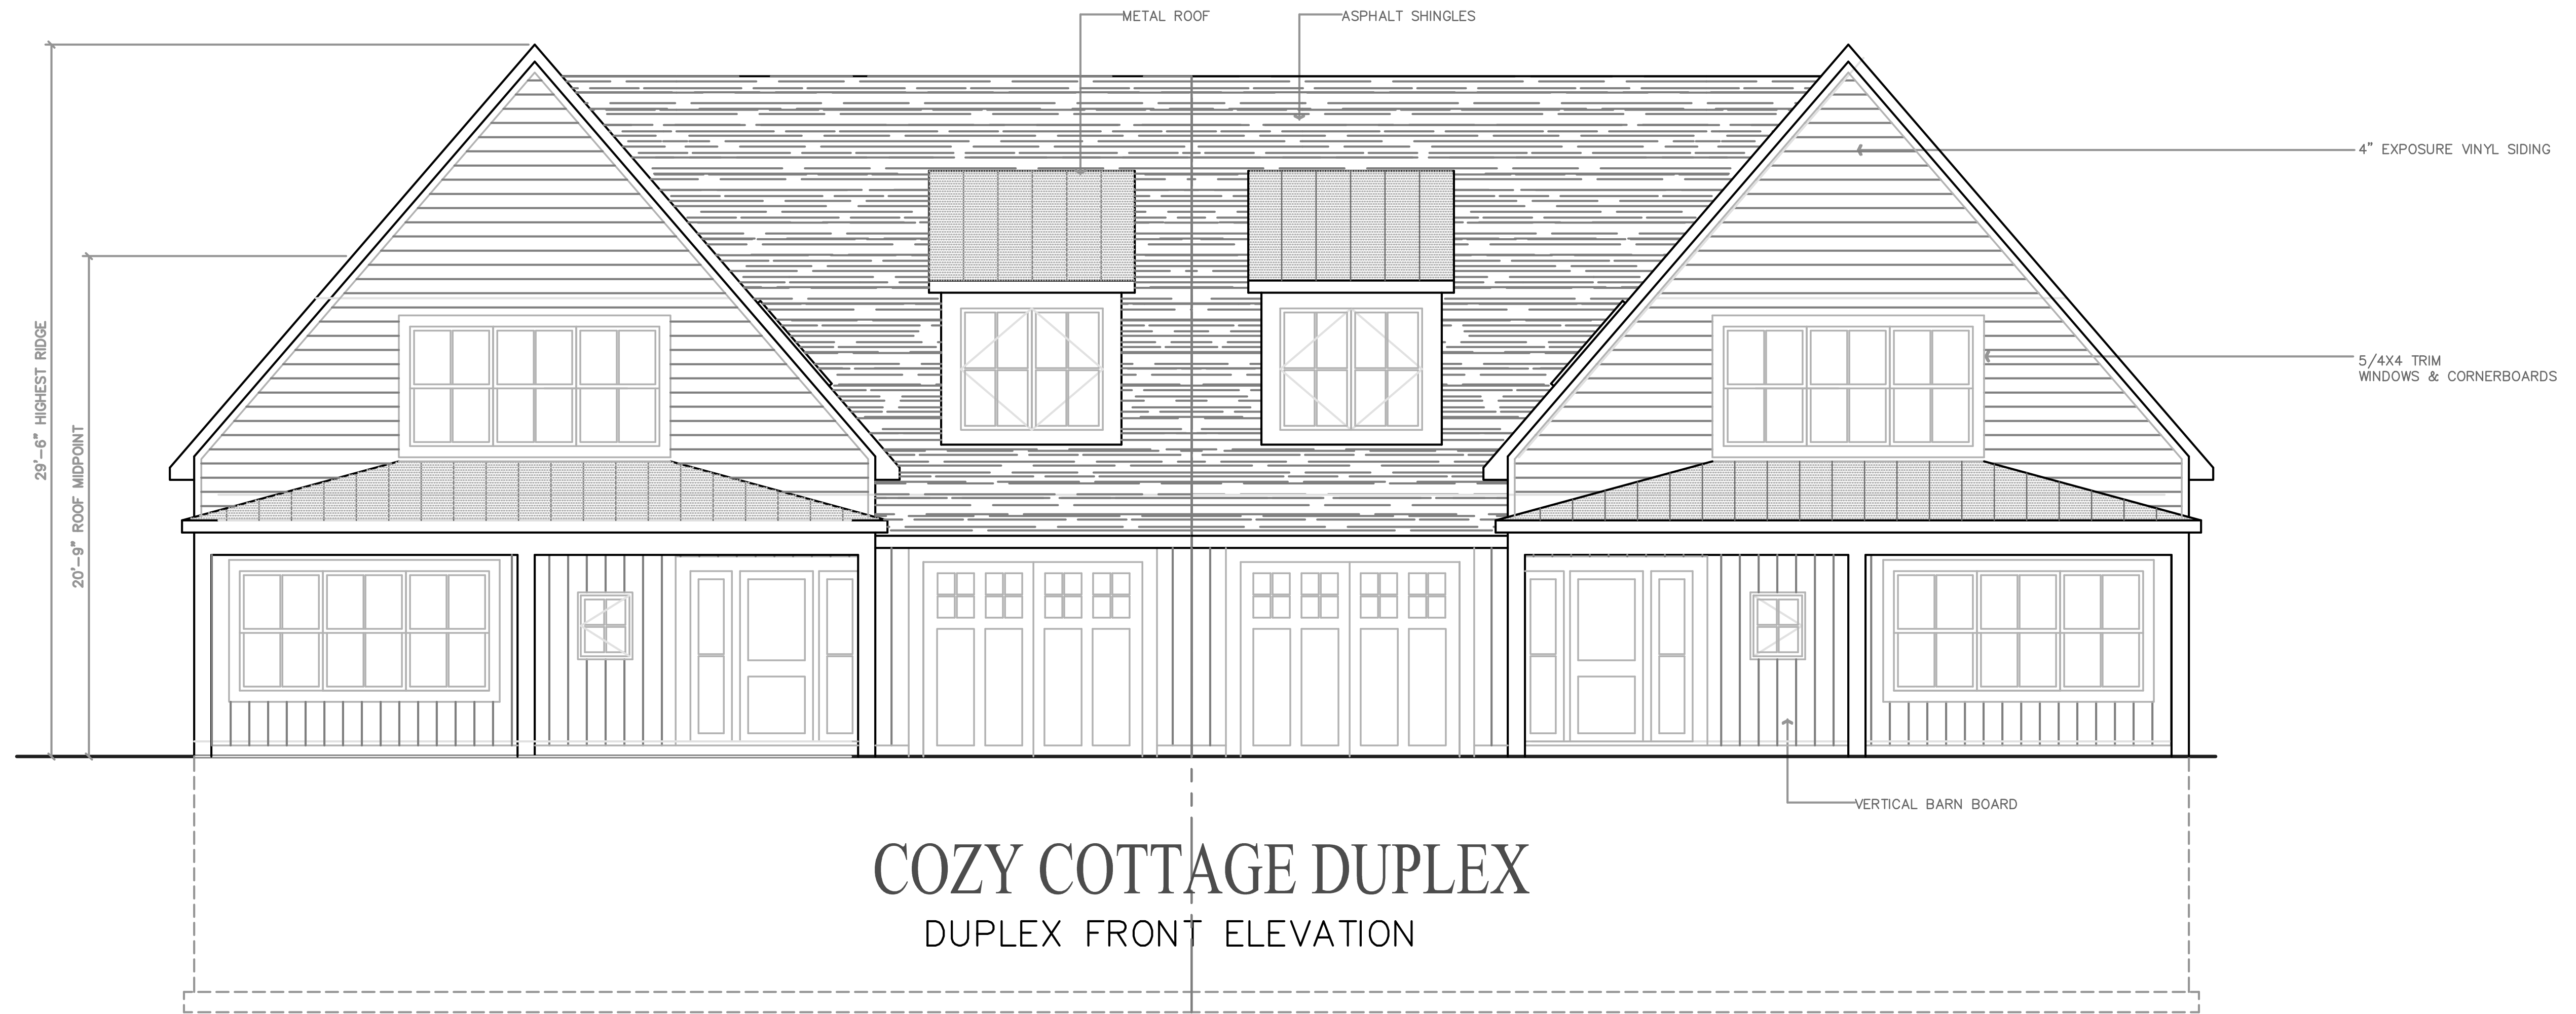 METAL ROOF
ASPHALT SHINGLES
4" EXPOSURE VINYL SIDING
29'-6" HIGHEST RIDGE
20'-9" ROOF MIDPOINT
5/4X4 TRIM
WINDOWS & CORNERBOARDS
VERTICAL BARN BOARD
COZY COTTAGE DUPLEX
DUPLEX FRONT ELEVATION